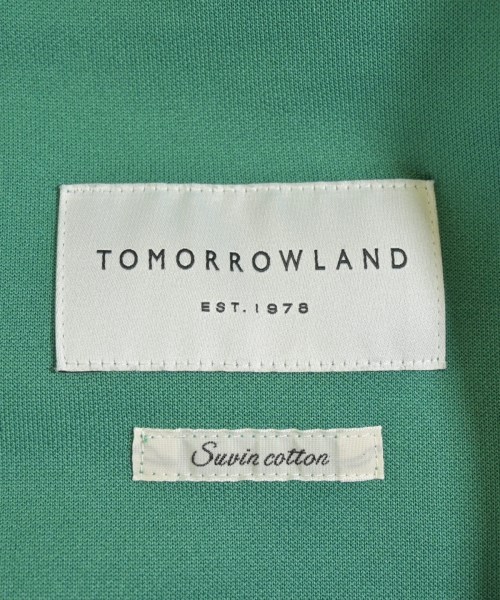 TOMORROWLAND
EST. 1978
Suvin cotton